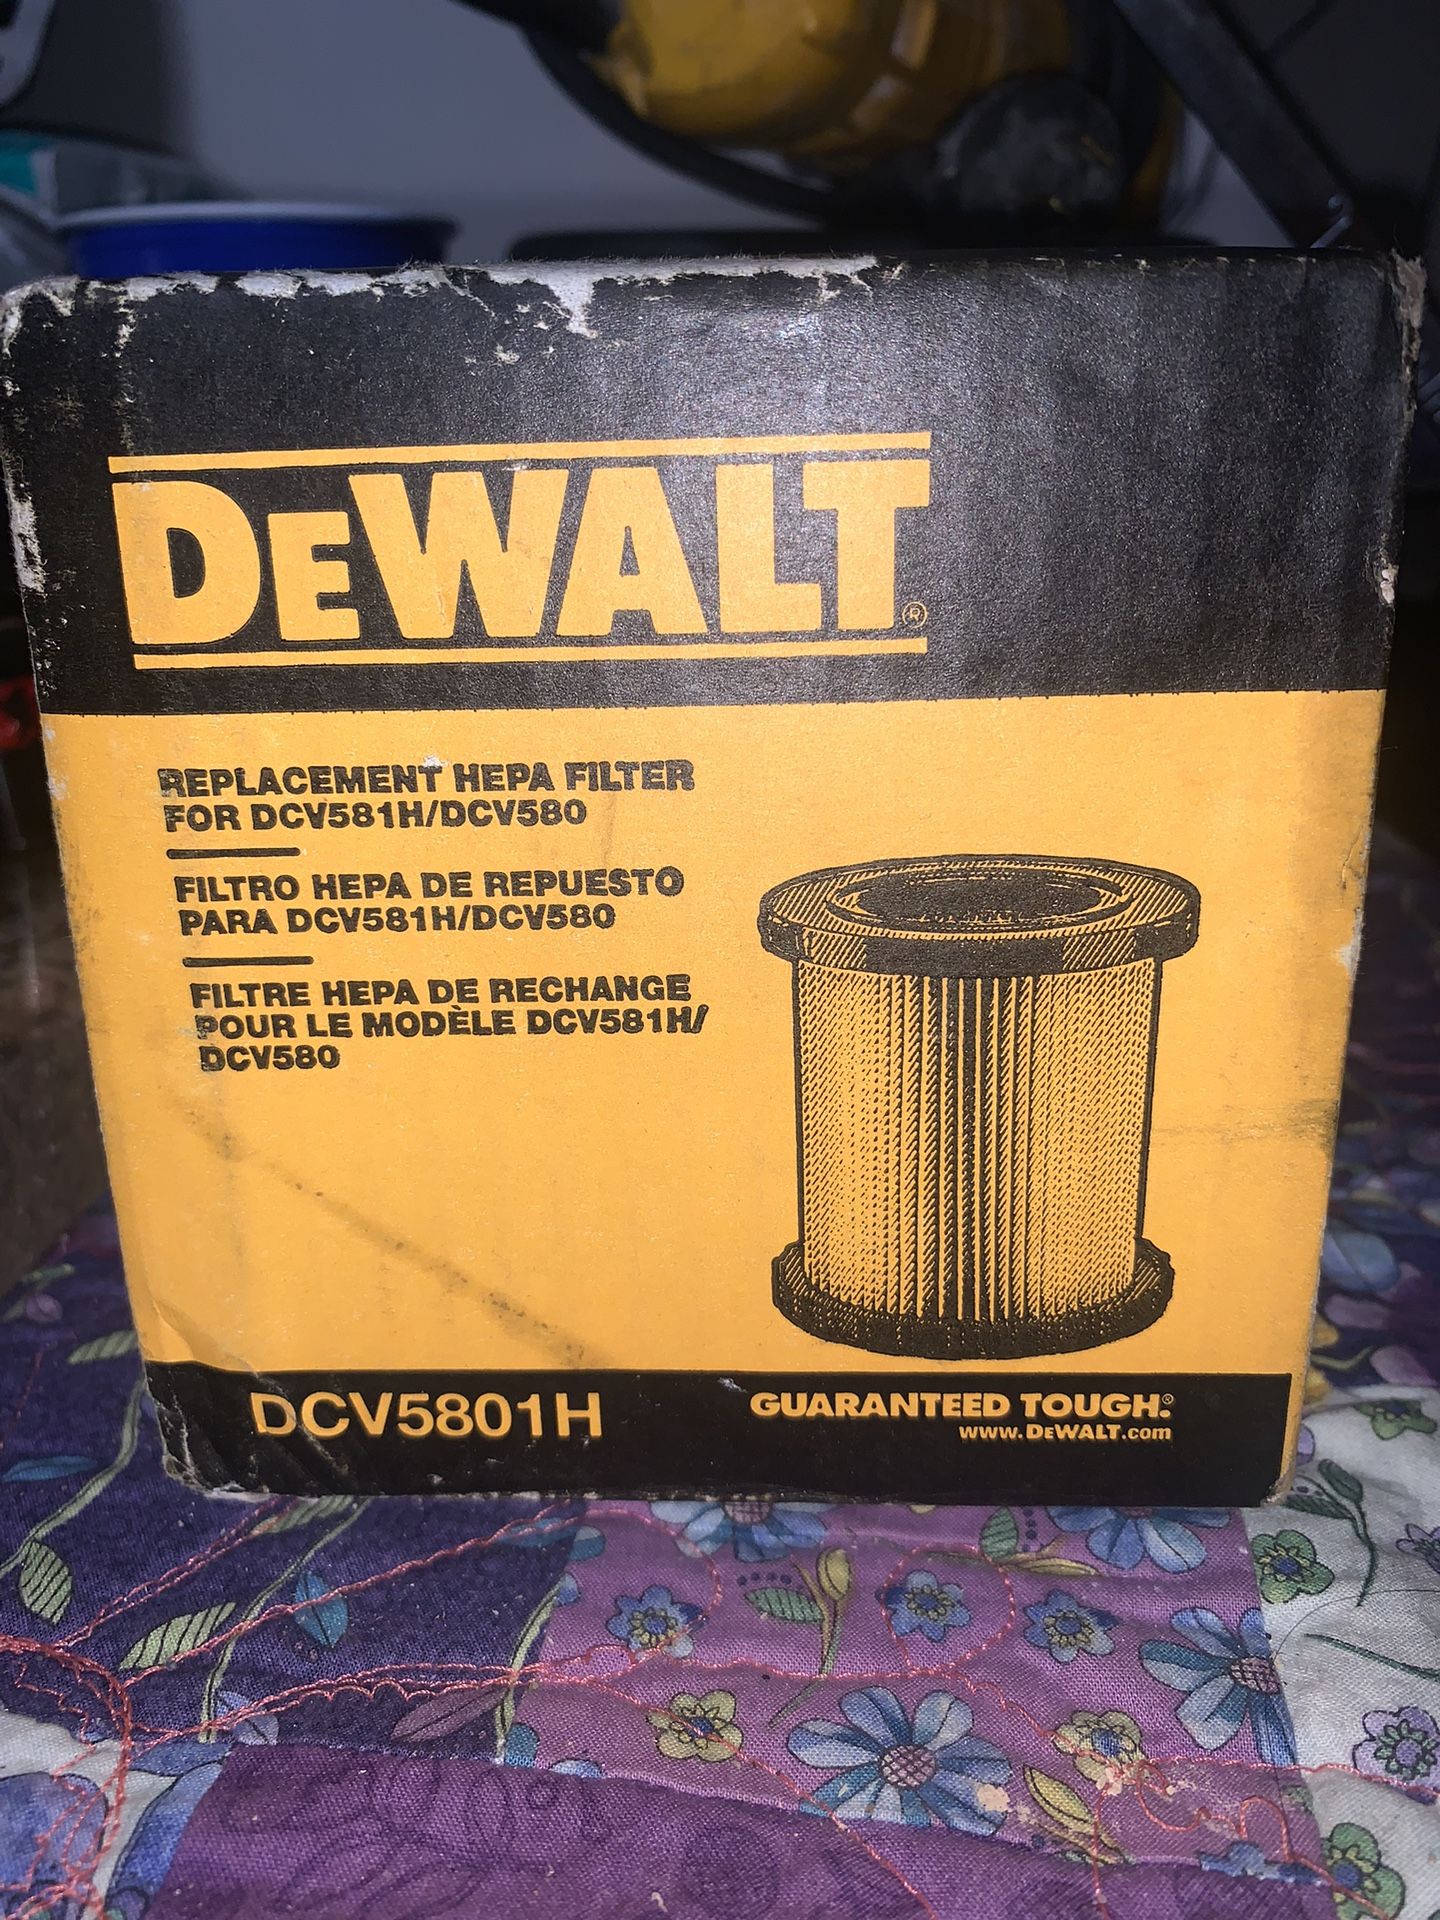 DEWALT®
REPLACEMENT HEPA FILTER
FOR DCV581H/DCV580
FILTRO HEPA DE REPUESTO
PARA DCV581H/DCV580
FILTRE HEPA DE RECHANGE
POUR LE MODÈLE DCV581H/
DCV580
DCV5801H
GUARANTEED TOUGH.®
www.DEWALT.com